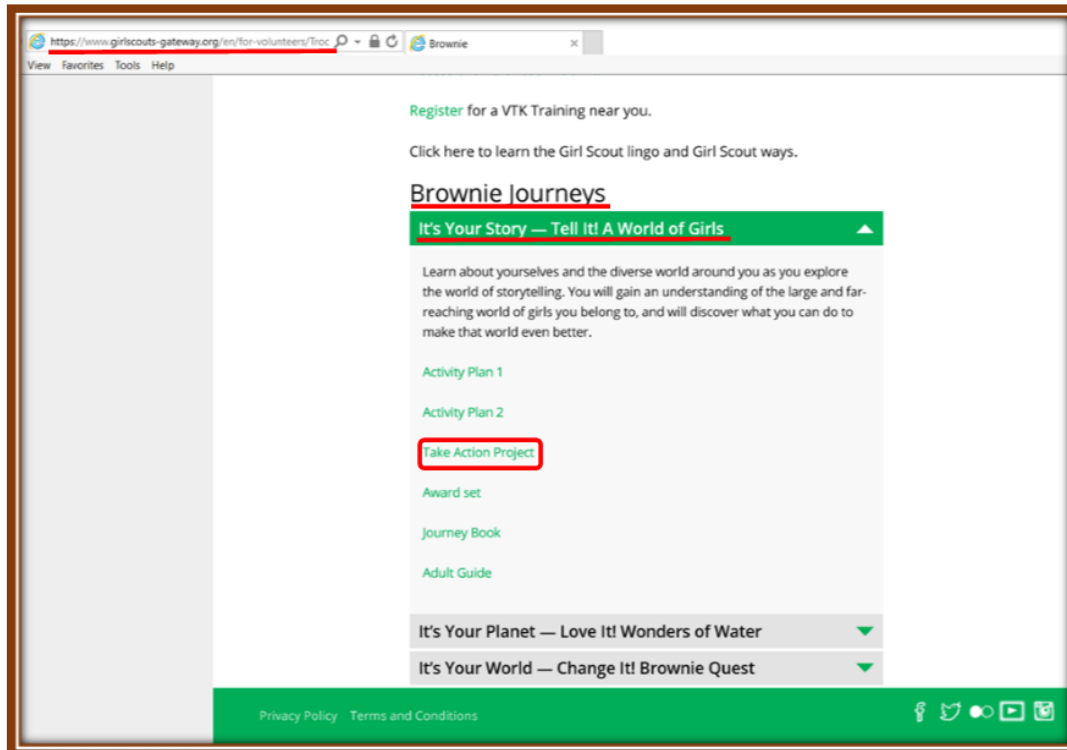 https://www.girlscouts-gateway.org/en/for-volunteers/Troc
Brownie
View Favorites Tools Help
Register for a VTK Training near you.
Click here to learn the Girl Scout lingo and Girl Scout ways.
Brownie Journeys
It's Your Story — Tell It! A World of Girls
Learn about yourselves and the diverse world around you as you explore
the world of storytelling. You will gain an understanding of the large and far-
reaching world of girls you belong to, and will discover what you can do to
make that world even better.
Activity Plan 1
Activity Plan 2
Take Action Project
Award set
Journey Book
Adult Guide
It's Your Planet — Love It! Wonders of Water
It's Your World — Change It! Brownie Quest
Privacy Policy Terms and Conditions